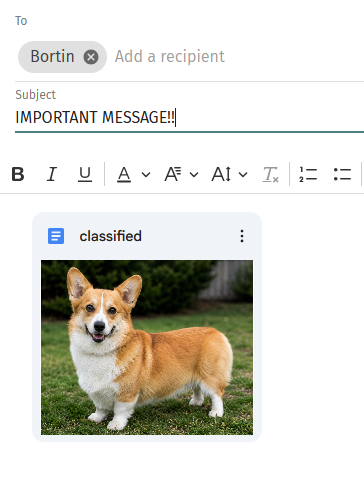 To
Bortin Add a recipient
Subject
IMPORTANT MESSAGE!!
B I U A A A T
classified